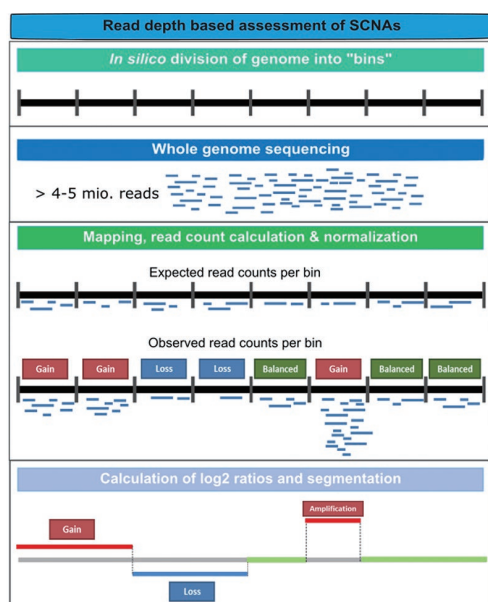 Read depth based assessment of SCNAs
In silico division of genome into "bins"
Whole genome sequencing
> 4-5 mio. reads
Mapping, read count calculation & normalization
Expected read counts per bin
Observed read counts per bin
Gain Gain Loss Loss Balanced Gain Balanced Balanced
Calculation of log2 ratios and segmentation
Amplification
Gain
Loss